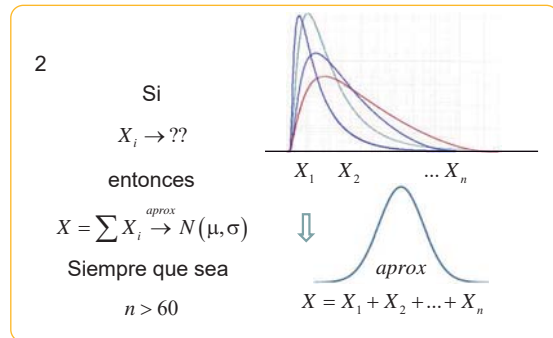 2
Si
X_i → ??
entonces
X = ∑ X_i →^{aprox} N(μ,σ)
Siempre que sea
n > 60
X_1 X_2 ... X_n
⇩
aprox
X = X_1 + X_2 + ... + X_n